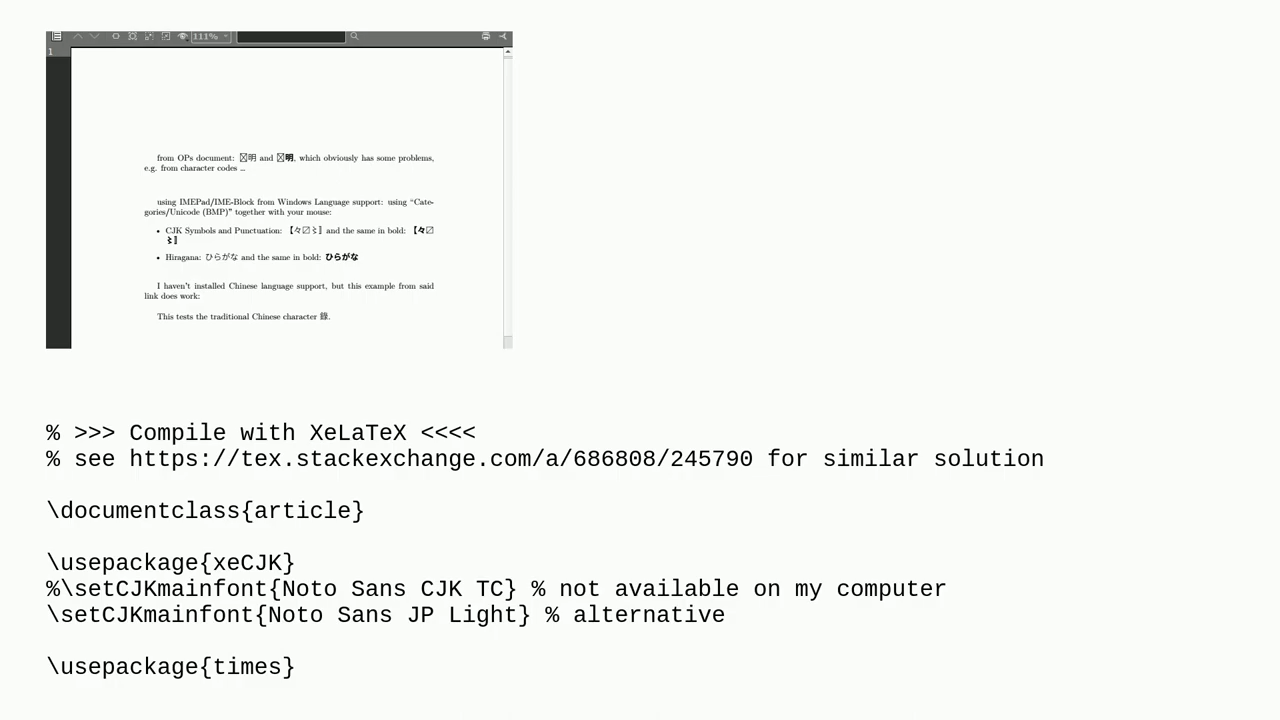 111%
1
from OPs document: 明 and 明, which obviously has some problems,
e.g. from character codes ...
using IMEPad/IME-Block from Windows Language support: using “Cate-
gories/Unicode (BMP)” together with your mouse:
• CJK Symbols and Punctuation: 【々〼〻〛 and the same in bold: 【々〼
〻〛
• Hiragana: ひらがな and the same in bold: ひらがな
I haven't installed Chinese language support, but this example from said
link does work:
This tests the traditional Chinese character 錄.
% >>> Compile with XeLaTeX <<<<
% see https://tex.stackexchange.com/a/686808/245790 for similar solution
\documentclass{article}
\usepackage{xeCJK}
%\setCJKmainfont{Noto Sans CJK TC} % not available on my computer
\setCJKmainfont{Noto Sans JP Light} % alternative
\usepackage{times}